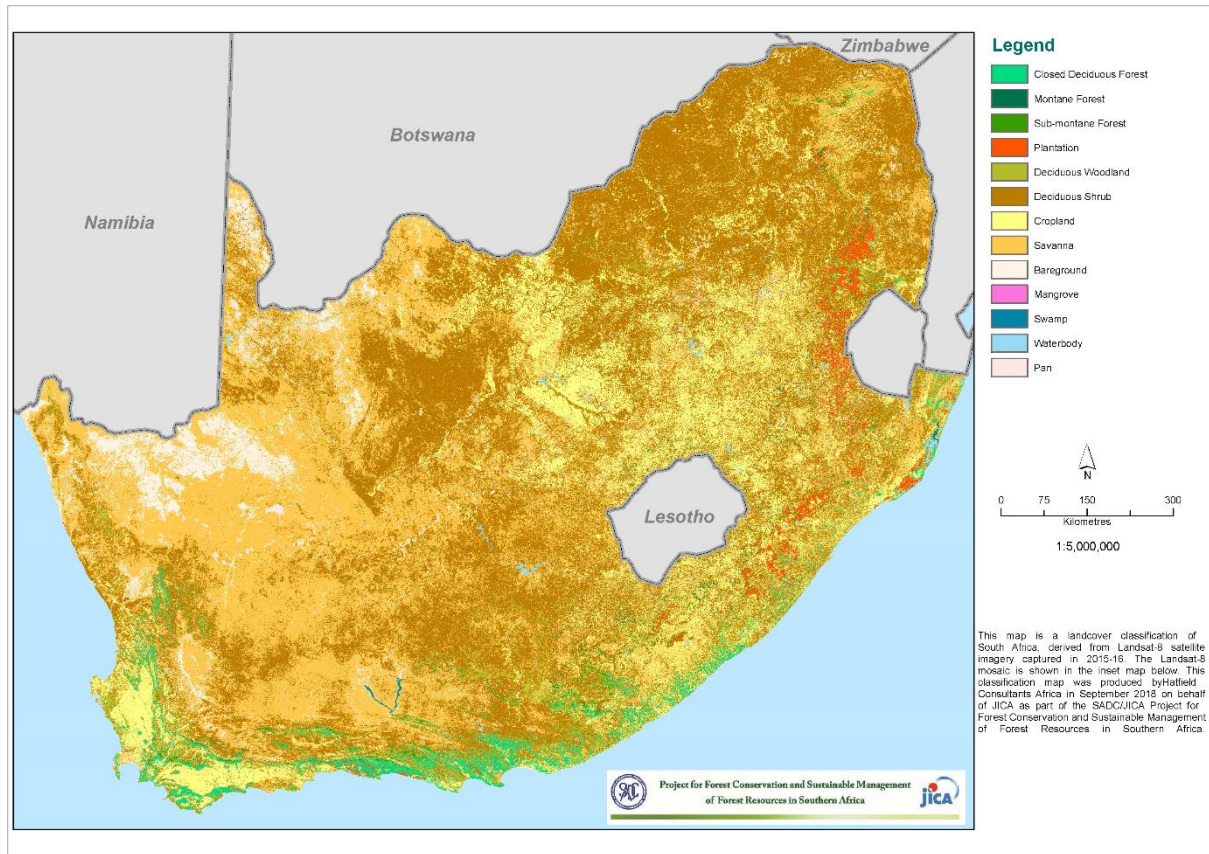 Zimbabwe
Botswana
Namibia
Lesotho
Legend
Closed Deciduous Forest
Montane Forest
Sub-montane Forest
Plantation
Deciduous Woodland
Deciduous Shrub
Cropland
Savanna
Bareground
Mangrove
Swamp
Waterbody
Pan
N
0 75 150 300
Kilometres
1:5,000,000
This map is a landcover classification of
South Africa, derived from Landsat-8 satellite
imagery captured in 2015-16. The Landsat-8
mosaic is shown in the inset map below. This
classification map was produced byHatfield
Consultants Africa in September 2018 on behalf
of JICA as part of the SADC/JICA Project for
Forest Conservation and Sustainable Management
of Forest Resources in Southern Africa.
SADC
Project for Forest Conservation and Sustainable Management
of Forest Resources in Southern Africa
jica